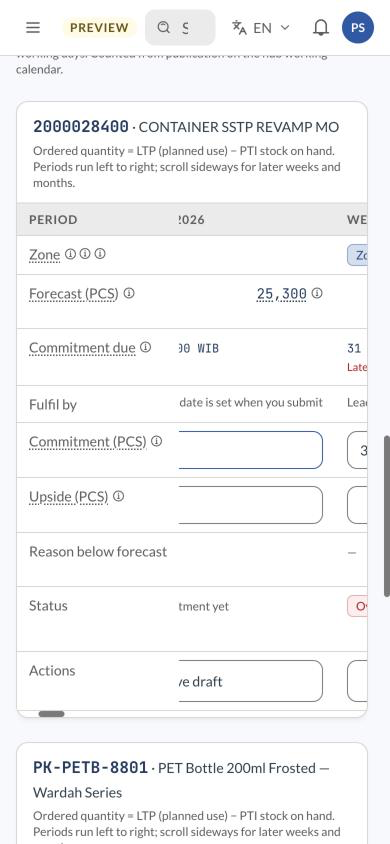 PREVIEW
EN
PS
working days. Counted from publication on the hub working
calendar.
2000028400 · CONTAINER SSTP REVAMP MO
Ordered quantity = LTP (planned use) − PTI stock on hand.
Periods run left to right; scroll sideways for later weeks and
months.
PERIOD 2026 WE
Zone Zo
Forecast (PCS) 25,300
Commitment due 00 WIB 31
Late
Fulfil by date is set when you submit Lea
Commitment (PCS) 3
Upside (PCS)
Reason below forecast –
Status tment yet Ov
Actions ve draft
PK-PETB-8801 · PET Bottle 200ml Frosted —
Wardah Series
Ordered quantity = LTP (planned use) − PTI stock on hand.
Periods run left to right; scroll sideways for later weeks and